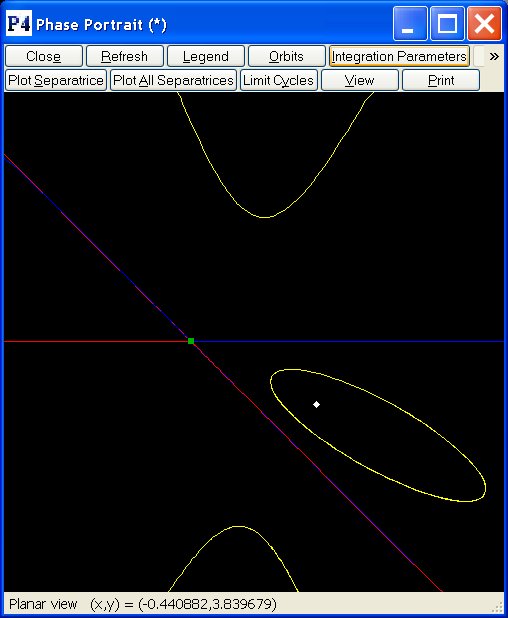 P4 Phase Portrait (*)
Close Refresh Legend Orbits Integration Parameters »
Plot Separatrice Plot All Separatrices Limit Cycles View Print
Planar view (x,y) = (-0.440882,3.839679)